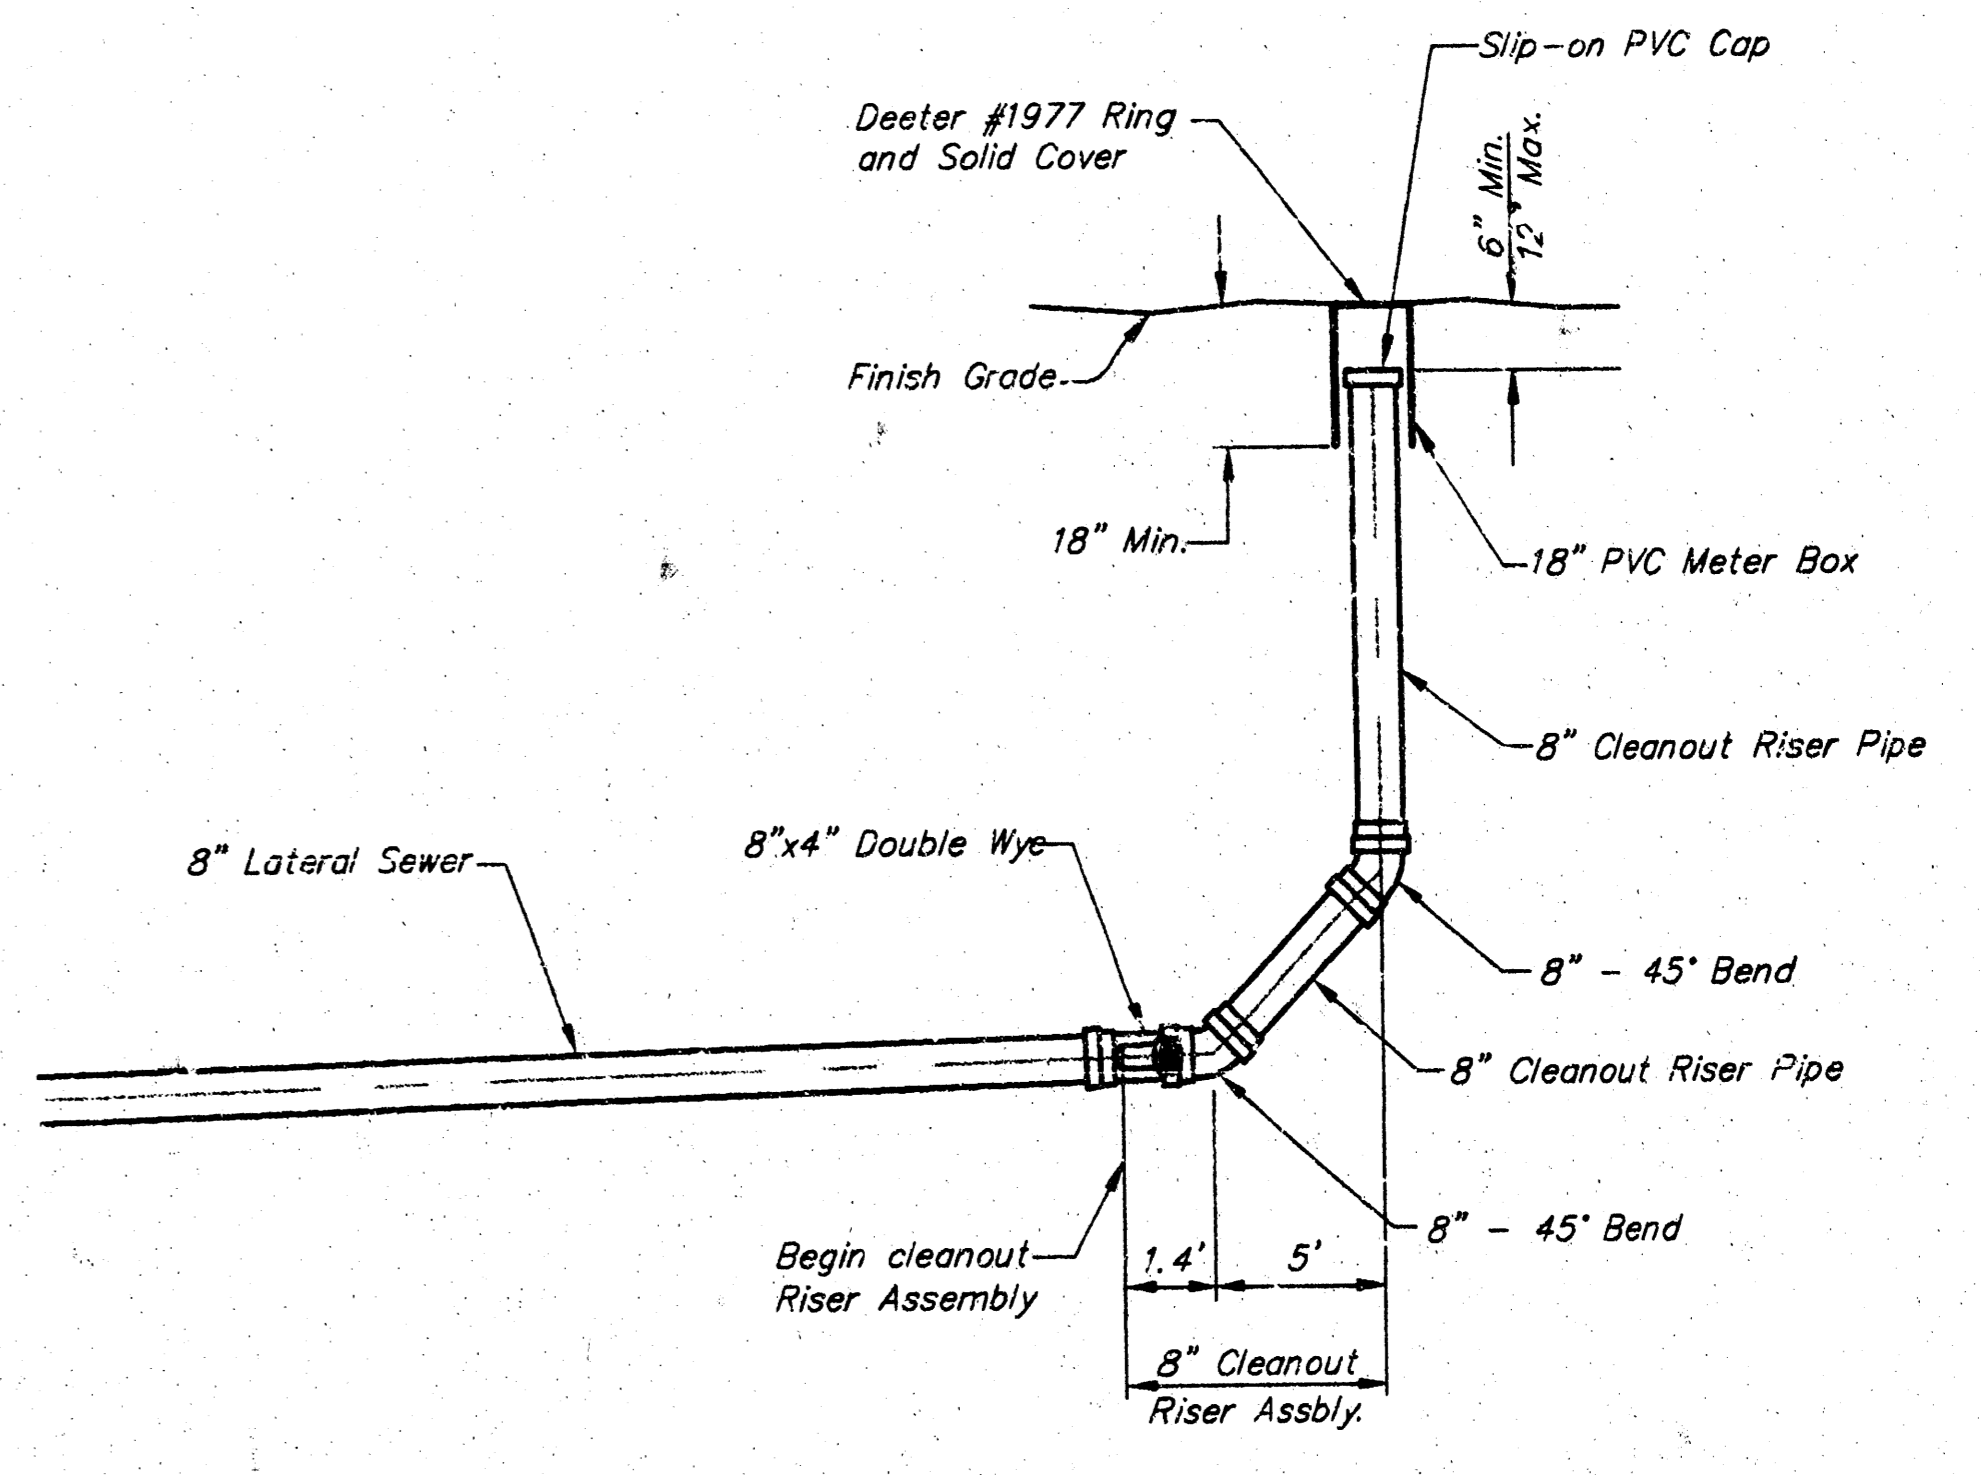 Slip-on PVC Cap
Deeter #1977 Ring
and Solid Cover
6" Min.
12" Max.
Finish Grade
18" Min.
18" PVC Meter Box
8" Cleanout Riser Pipe
8" Lateral Sewer
8"x4" Double Wye
8" - 45° Bend
8" Cleanout Riser Pipe
8" - 45° Bend
Begin cleanout
Riser Assembly
1.4'
5'
8" Cleanout
Riser Assbly.